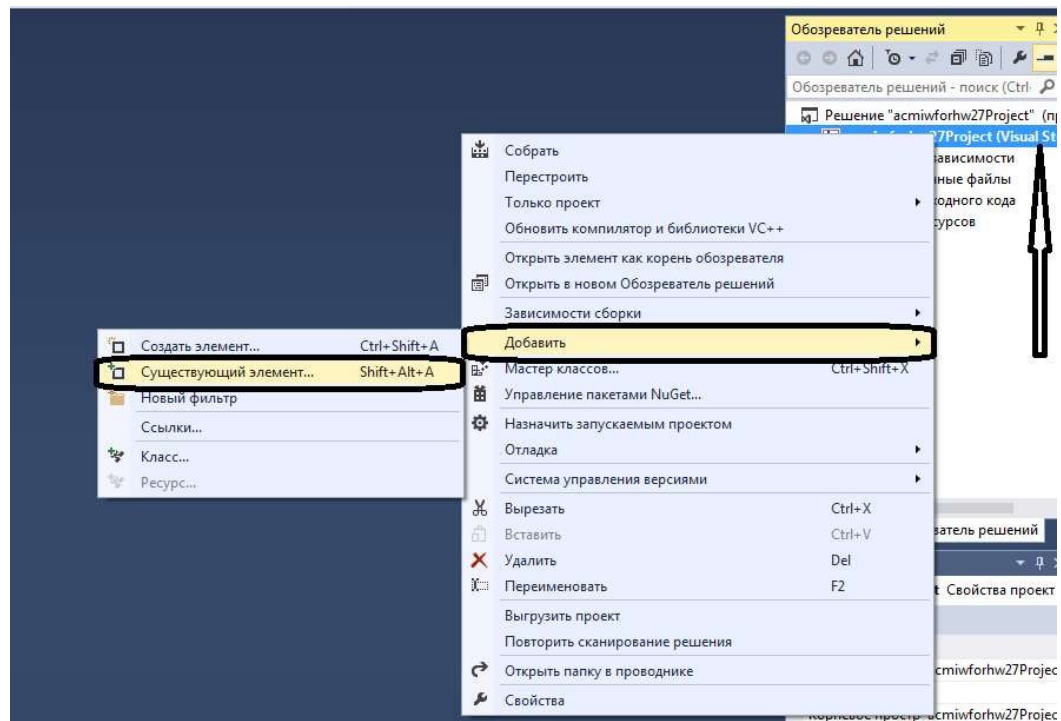 Обозреватель решений
Обозреватель решений - поиск (Ctrl-
Решение "acmiwforhw27Project" (п
27Project (Visual St
Собрать
Перестроить
Только проект
Обновить компилятор и библиотеки VC++
Открыть элемент как корень обозревателя
Открыть в новом Обозреватель решений
Зависимости сборки
Добавить
Мастер классов... Ctrl+Shift+X
Управление пакетами NuGet...
Назначить запускаемым проектом
Отладка
Система управления версиями
Вырезать Ctrl+X
Вставить Ctrl+V
Удалить Del
Переименовать F2
Выгрузить проект
Повторить сканирование решения
Открыть папку в проводнике
Свойства
Создать элемент... Ctrl+Shift+A
Существующий элемент... Shift+Alt+A
Новый фильтр
Ссылки...
Класс...
Ресурс...
зависимости
ные файлы
одного кода
урсов
ватель решений
t Свойства проект
cmiwforhw27Projec
acmiwforhw27Projec